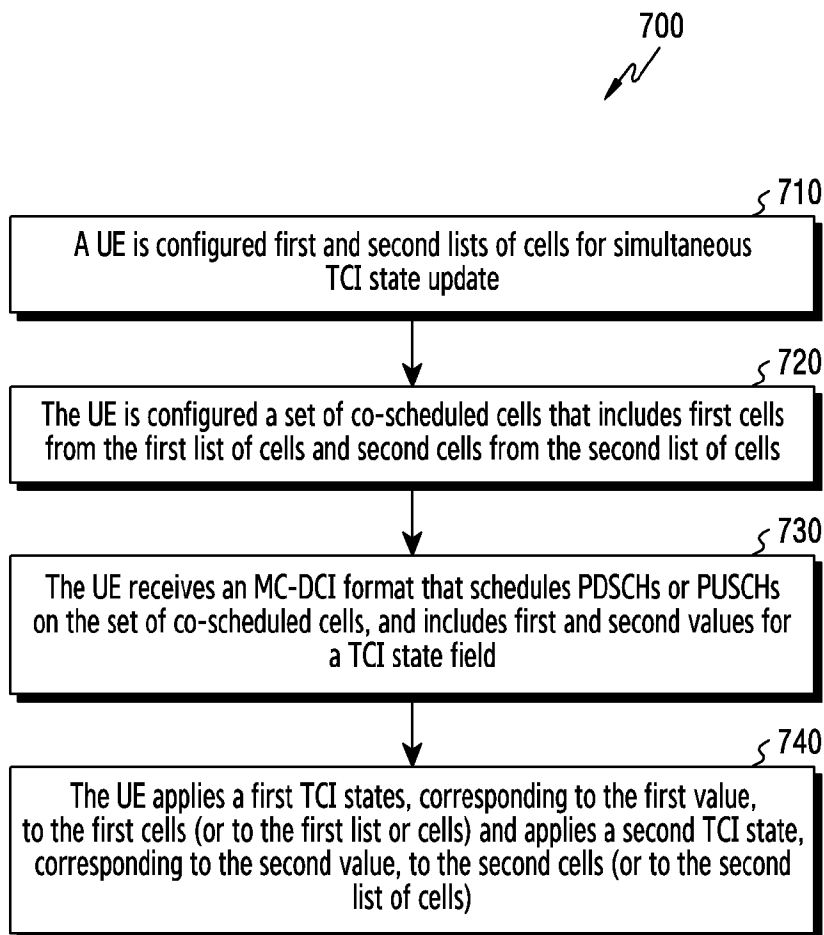 700
710
A UE is configured first and second lists of cells for simultaneous
TCI state update
720
The UE is configured a set of co-scheduled cells that includes first cells
from the first list of cells and second cells from the second list of cells
730
The UE receives an MC-DCI format that schedules PDSCHs or PUSCHs
on the set of co-scheduled cells, and includes first and second values for
a TCI state field
740
The UE applies a first TCI states, corresponding to the first value,
to the first cells (or to the first list or cells) and applies a second TCI state,
corresponding to the second value, to the second cells (or to the second
list of cells)